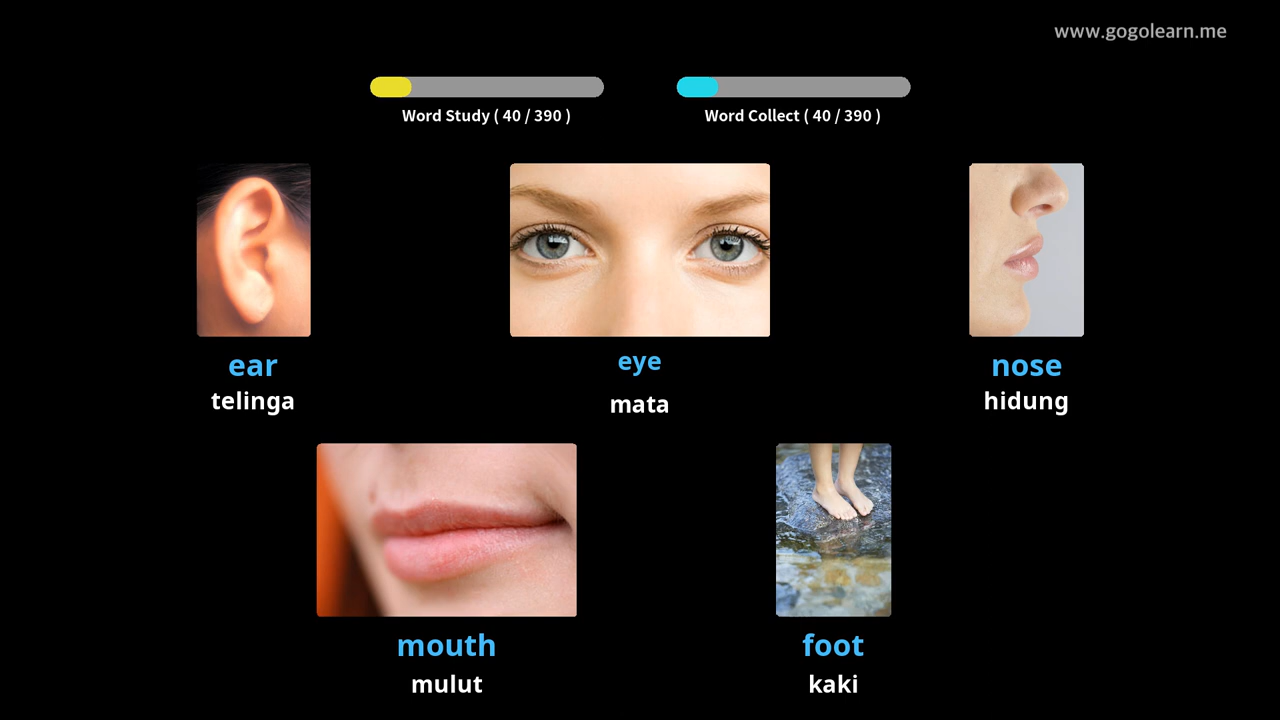 www.gogolearn.me
Word Study ( 40 / 390 )
Word Collect ( 40 / 390 )
ear
telinga
eye
mata
nose
hidung
mouth
mulut
foot
kaki